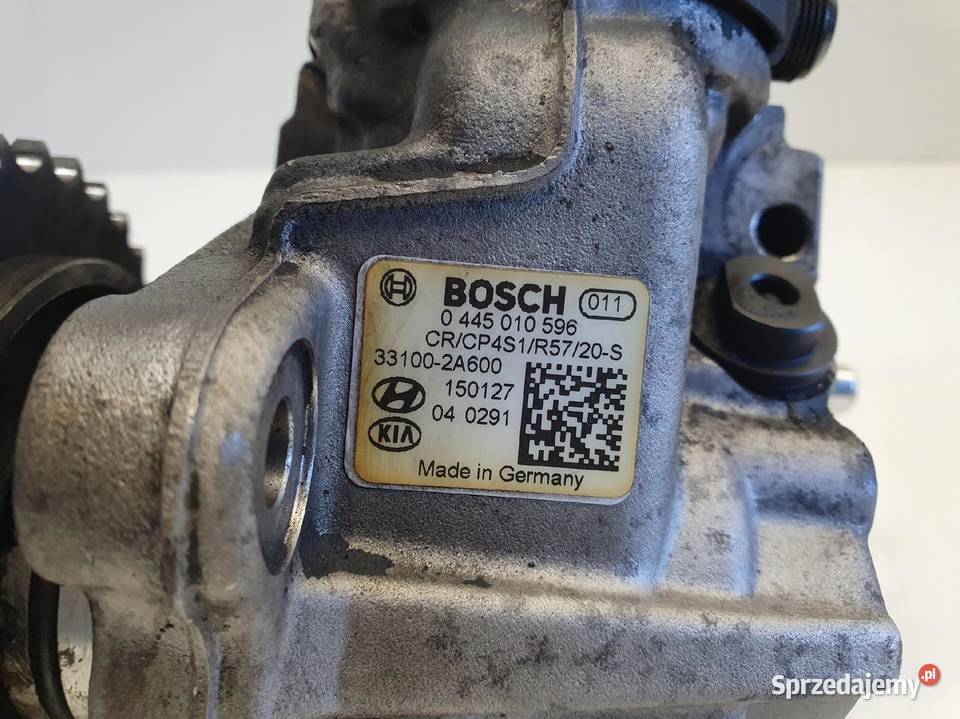 BOSCH 011
0 445 010 596
CR/CP4S1/R57/20-S
33100-2A600
150127
04 0291
KIA
Made in Germany
Sprzedajemy.pl